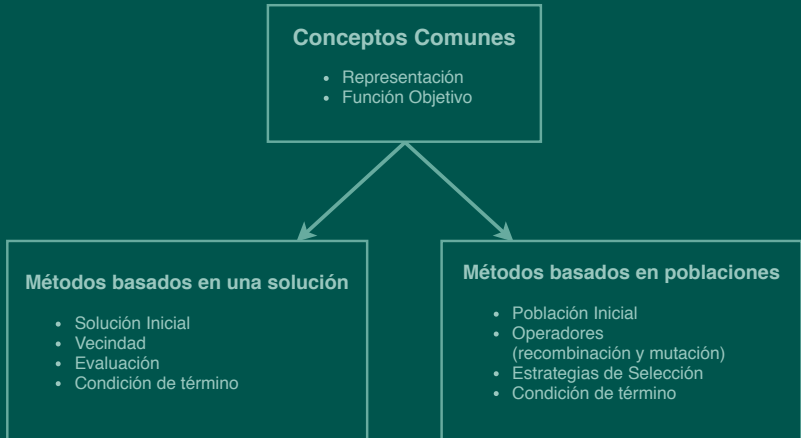 Conceptos Comunes
• Representación
• Función Objetivo
Métodos basados en una solución
• Solución Inicial
• Vecindad
• Evaluación
• Condición de término
Métodos basados en poblaciones
• Población Inicial
• Operadores
(recombinación y mutación)
• Estrategias de Selección
• Condición de término